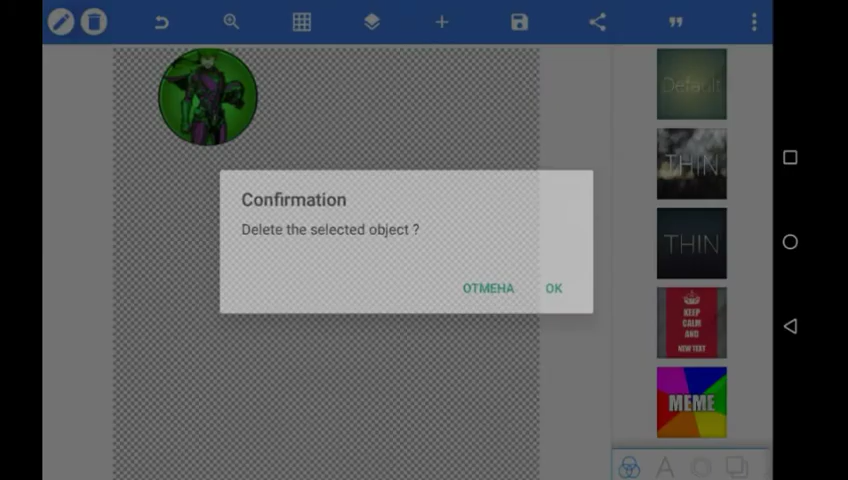 Default
THIN
Confirmation
Delete the selected object ?
THIN
ОТМЕНА
OK
KEEP
CALM
AND
NEW TEXT
MEME
A